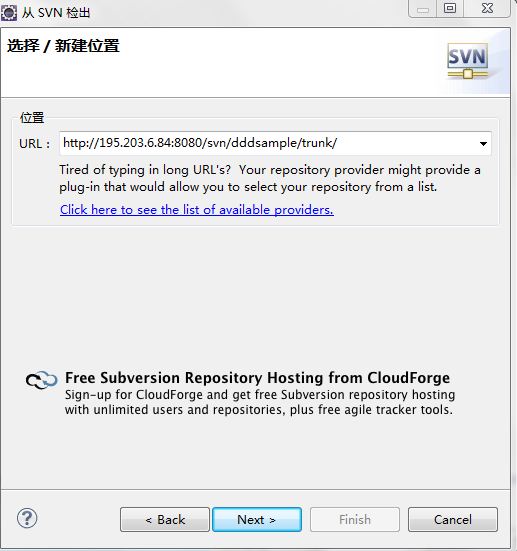 从 SVN 检出
选择 / 新建位置
SVN
位置
URL： http://195.203.6.84:8080/svn/dddsample/trunk/
Tired of typing in long URL's?  Your repository provider might provide a
plug-in that would allow you to select your repository from a list.
Click here to see the list of available providers.
Free Subversion Repository Hosting from CloudForge
Sign-up for CloudForge and get free Subversion repository hosting
with unlimited users and repositories, plus free agile tracker tools.
? < Back Next > Finish Cancel